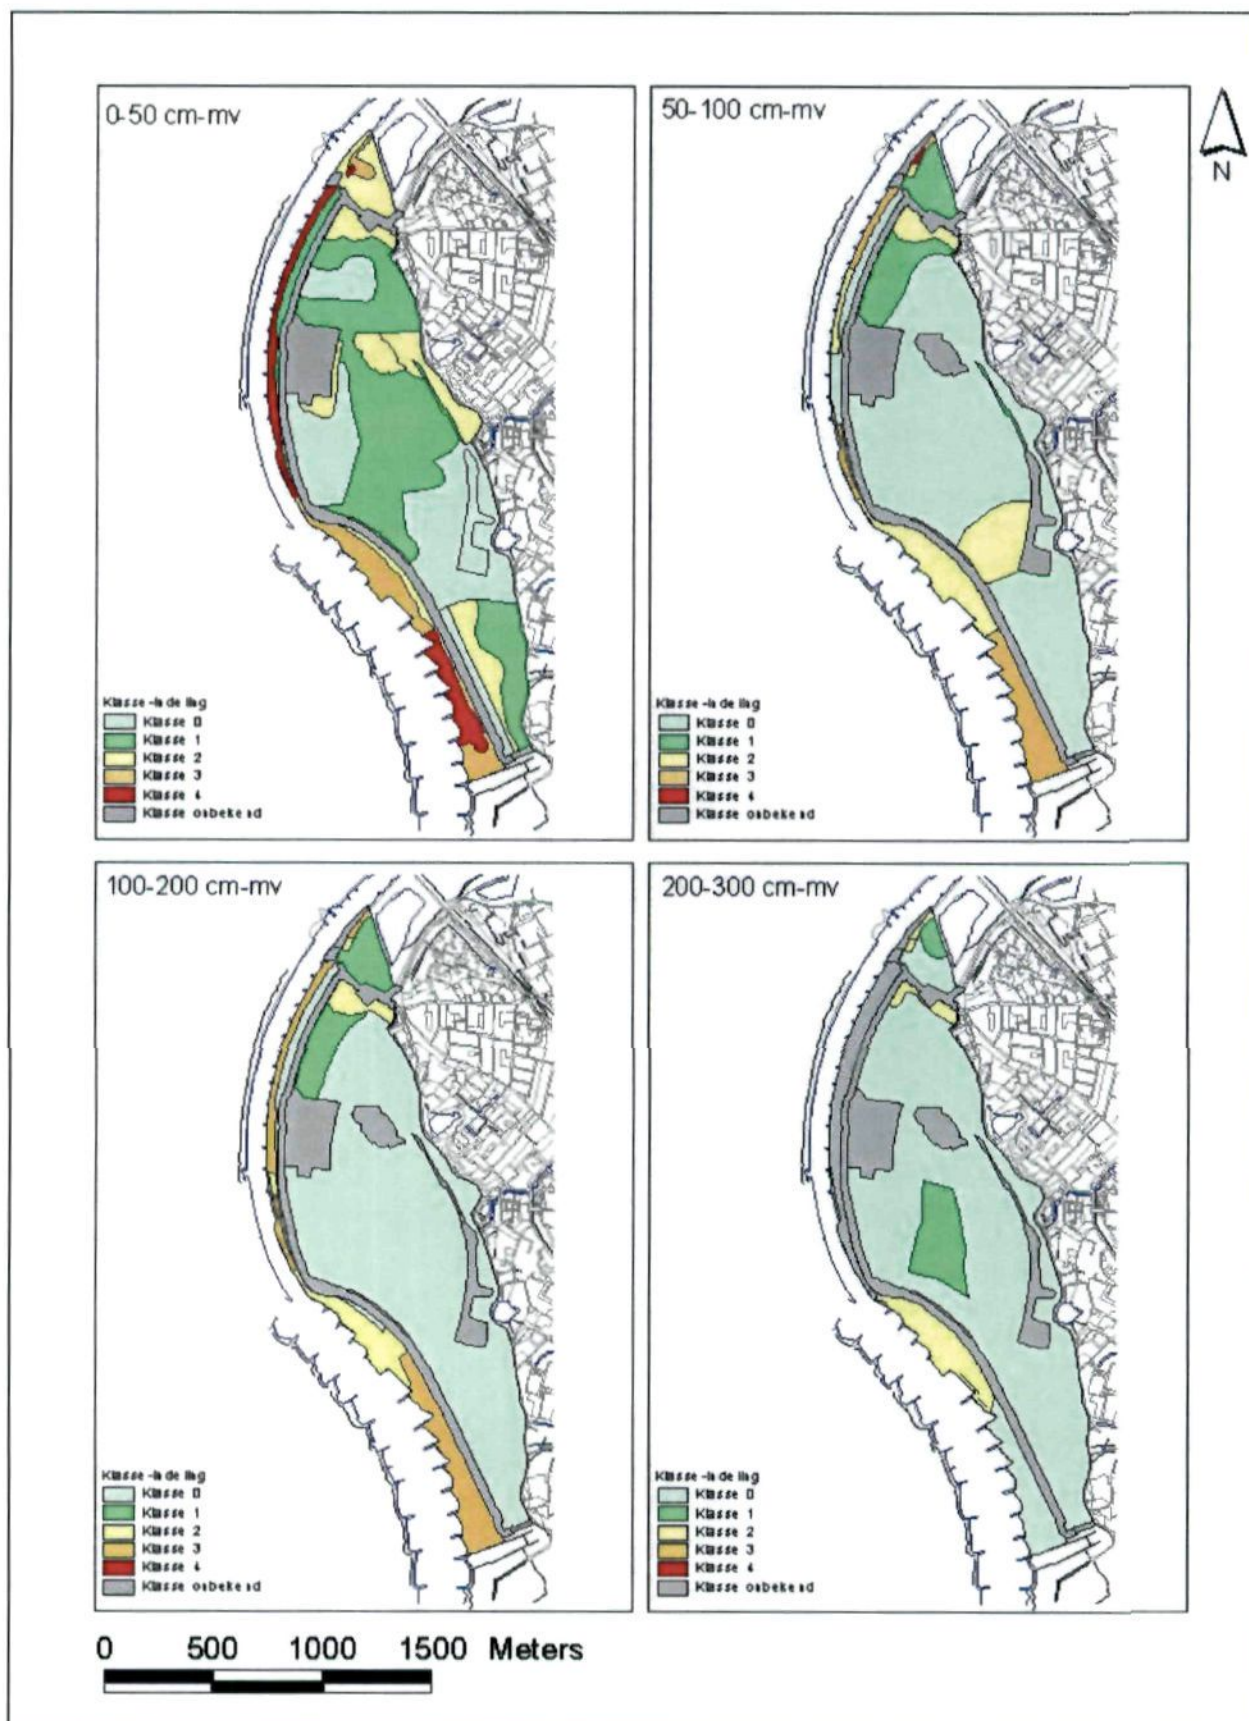 0-50 cm-mv
50-100 cm-mv
N
Klasse-indeling
Klasse 0
Klasse 1
Klasse 2
Klasse 3
Klasse 4
Klasse onbekend
Klasse-indeling
Klasse 0
Klasse 1
Klasse 2
Klasse 3
Klasse 4
Klasse onbekend
100-200 cm-mv
200-300 cm-mv
Klasse-indeling
Klasse 0
Klasse 1
Klasse 2
Klasse 3
Klasse 4
Klasse onbekend
Klasse-indeling
Klasse 0
Klasse 1
Klasse 2
Klasse 3
Klasse 4
Klasse onbekend
0 500 1000 1500 Meters